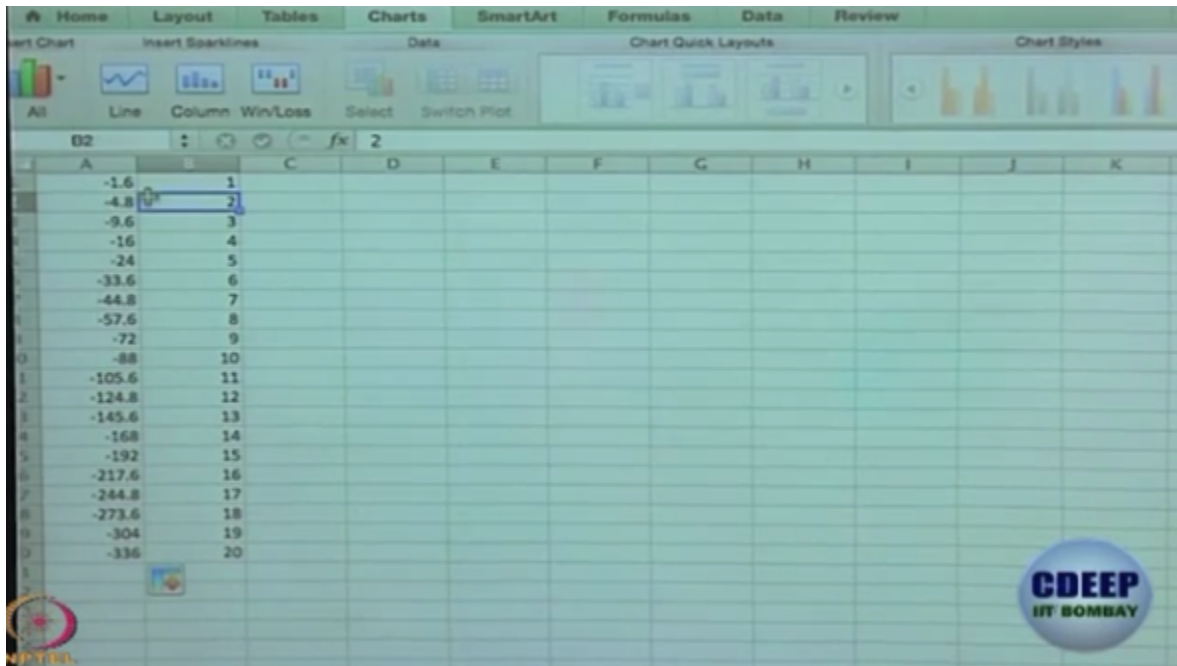 Home Layout Tables Charts SmartArt Formulas Data Review
ert Chart Insert Sparklines Data Chart Quick Layouts Chart Styles
All Line Column Win/Loss Select Switch Plot
B2 fx 2
A C D E F G H I J K
-1.6 1
-4.8 2
-9.6 3
-16 4
-24 5
-33.6 6
-44.8 7
-57.6 8
-72 9
-88 10
-105.6 11
-124.8 12
-145.6 13
-168 14
-192 15
-217.6 16
-244.8 17
-273.6 18
-304 19
-336 20
CDEEP
IIT BOMBAY
NPTEL